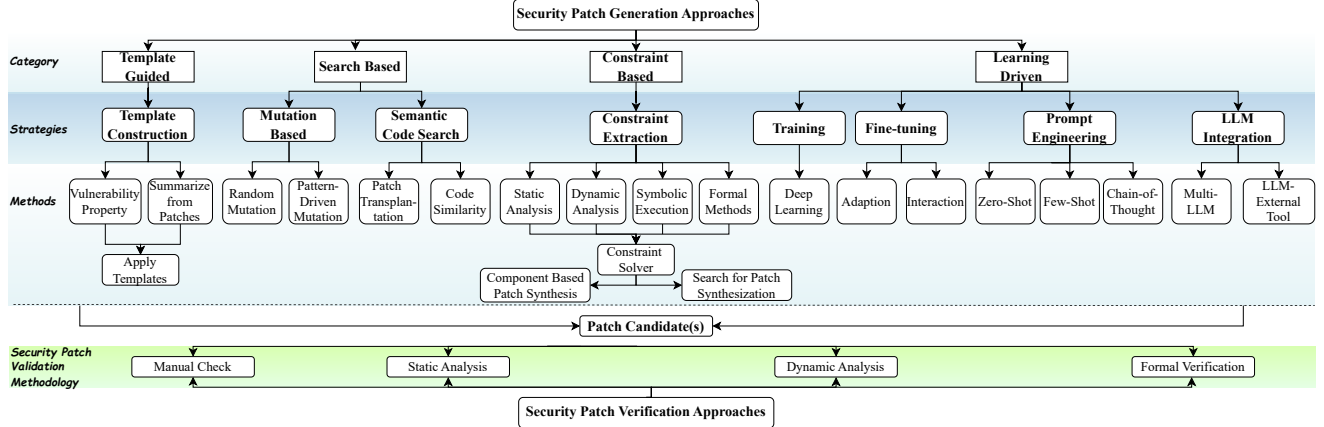 Security Patch Generation Approaches
Category
Template
Guided
Search Based
Constraint
Based
Learning
Driven
Strategies
Template
Construction
Mutation
Based
Semantic
Code Search
Constraint
Extraction
Training
Fine-tuning
Prompt
Engineering
LLM
Integration
Methods
Vulnerability
Property
Summarize
from
Patches
Random
Mutation
Pattern-
Driven
Mutation
Patch
Transplan-
tation
Code
Similarity
Static
Analysis
Dynamic
Analysis
Symbolic
Execution
Formal
Methods
Deep
Learning
Adaption
Interaction
Zero-Shot
Few-Shot
Chain-of-
Thought
Multi-
LLM
LLM-
External
Tool
Apply
Templates
Constraint
Solver
Component Based
Patch Synthesis
Search for Patch
Synthesization
Patch Candidate(s)
Security Patch
Validation
Methodology
Manual Check
Static Analysis
Dynamic Analysis
Formal Verification
Security Patch Verification Approaches